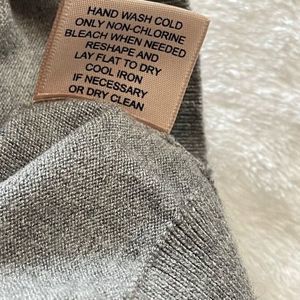 HAND WASH COLD
ONLY NON-CHLORINE
BLEACH WHEN NEEDED
RESHAPE AND
LAY FLAT TO DRY
COOL IRON
IF NECESSARY
OR DRY CLEAN